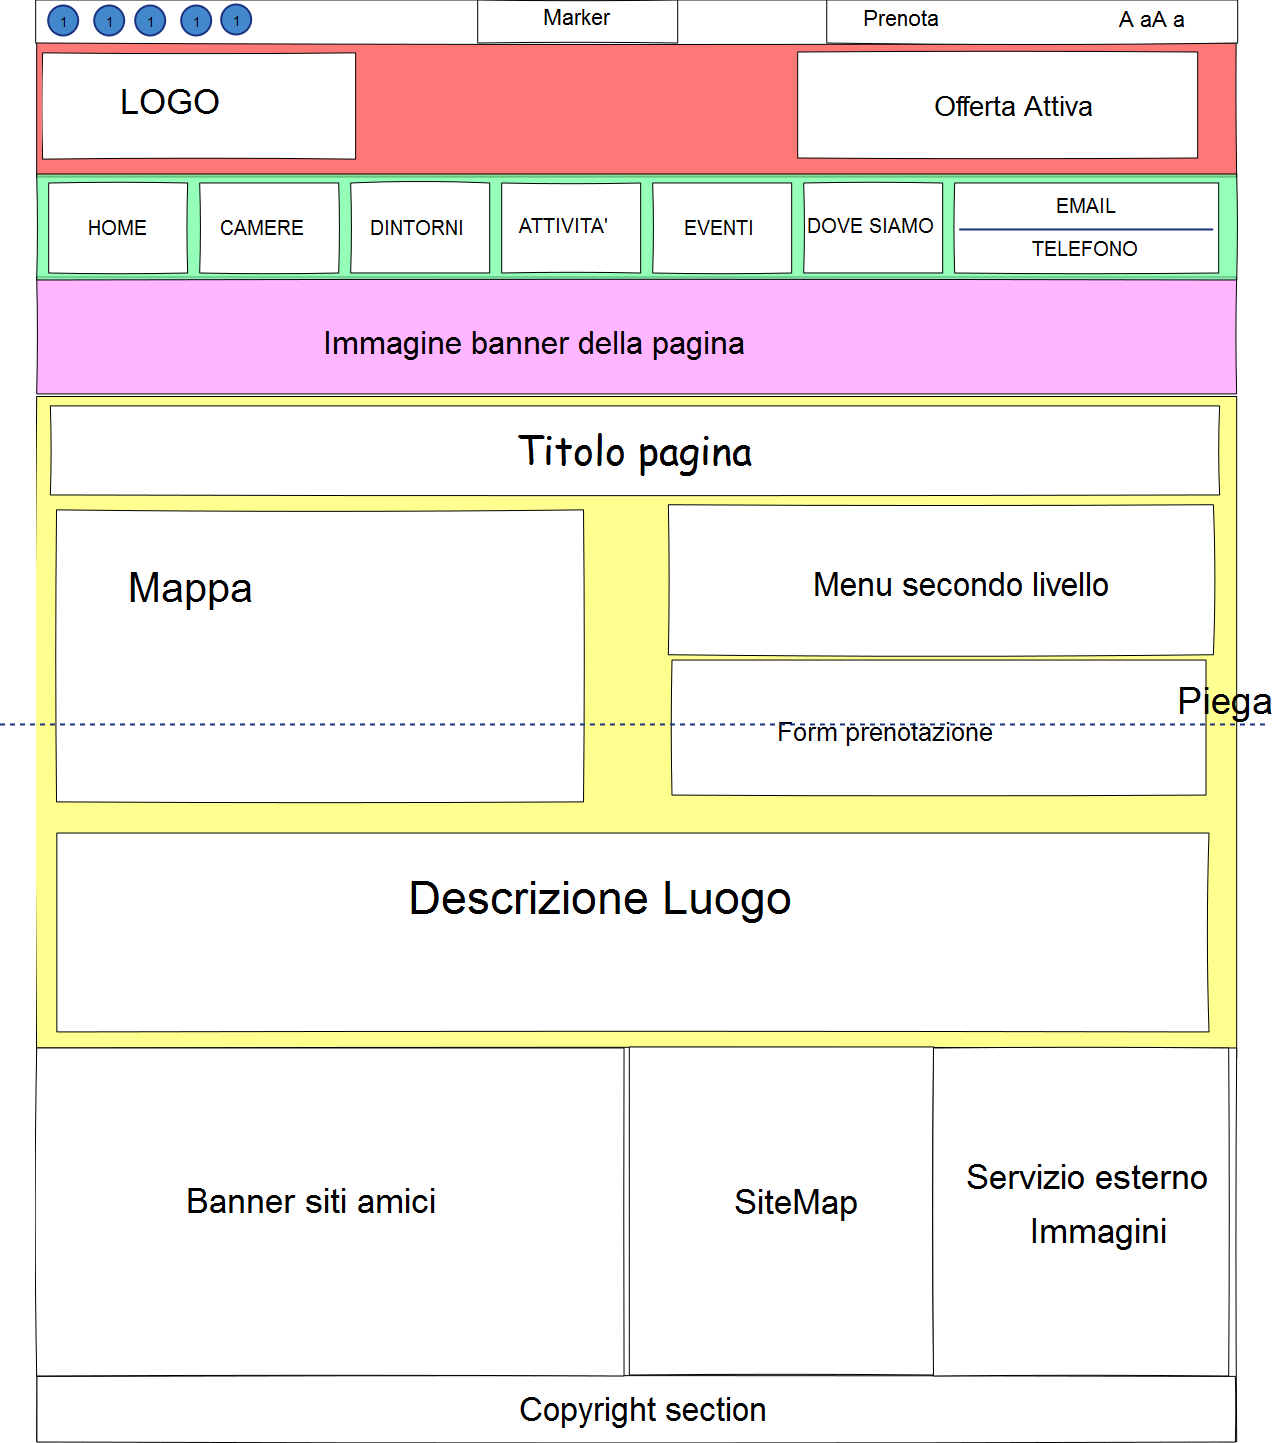 1 1 1 1 1 Marker Prenota A aA a
LOGO Offerta Attiva
HOME CAMERE DINTORNI ATTIVITA' EVENTI DOVE SIAMO EMAIL
TELEFONO
Immagine banner della pagina
Titolo pagina
Mappa
Menu secondo livello
Piega
Form prenotazione
Descrizione Luogo
Banner siti amici
SiteMap
Servizio esterno
Immagini
Copyright section